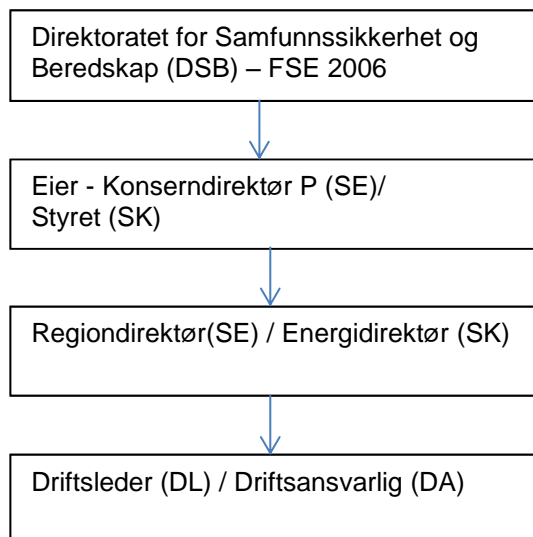 Direktoratet for Samfunnssikkerhet og
Beredskap (DSB) – FSE 2006
Eier - Konserndirektør P (SE)/
Styret (SK)
Regiondirektør(SE) / Energidirektør (SK)
Driftsleder (DL) / Driftsansvarlig (DA)